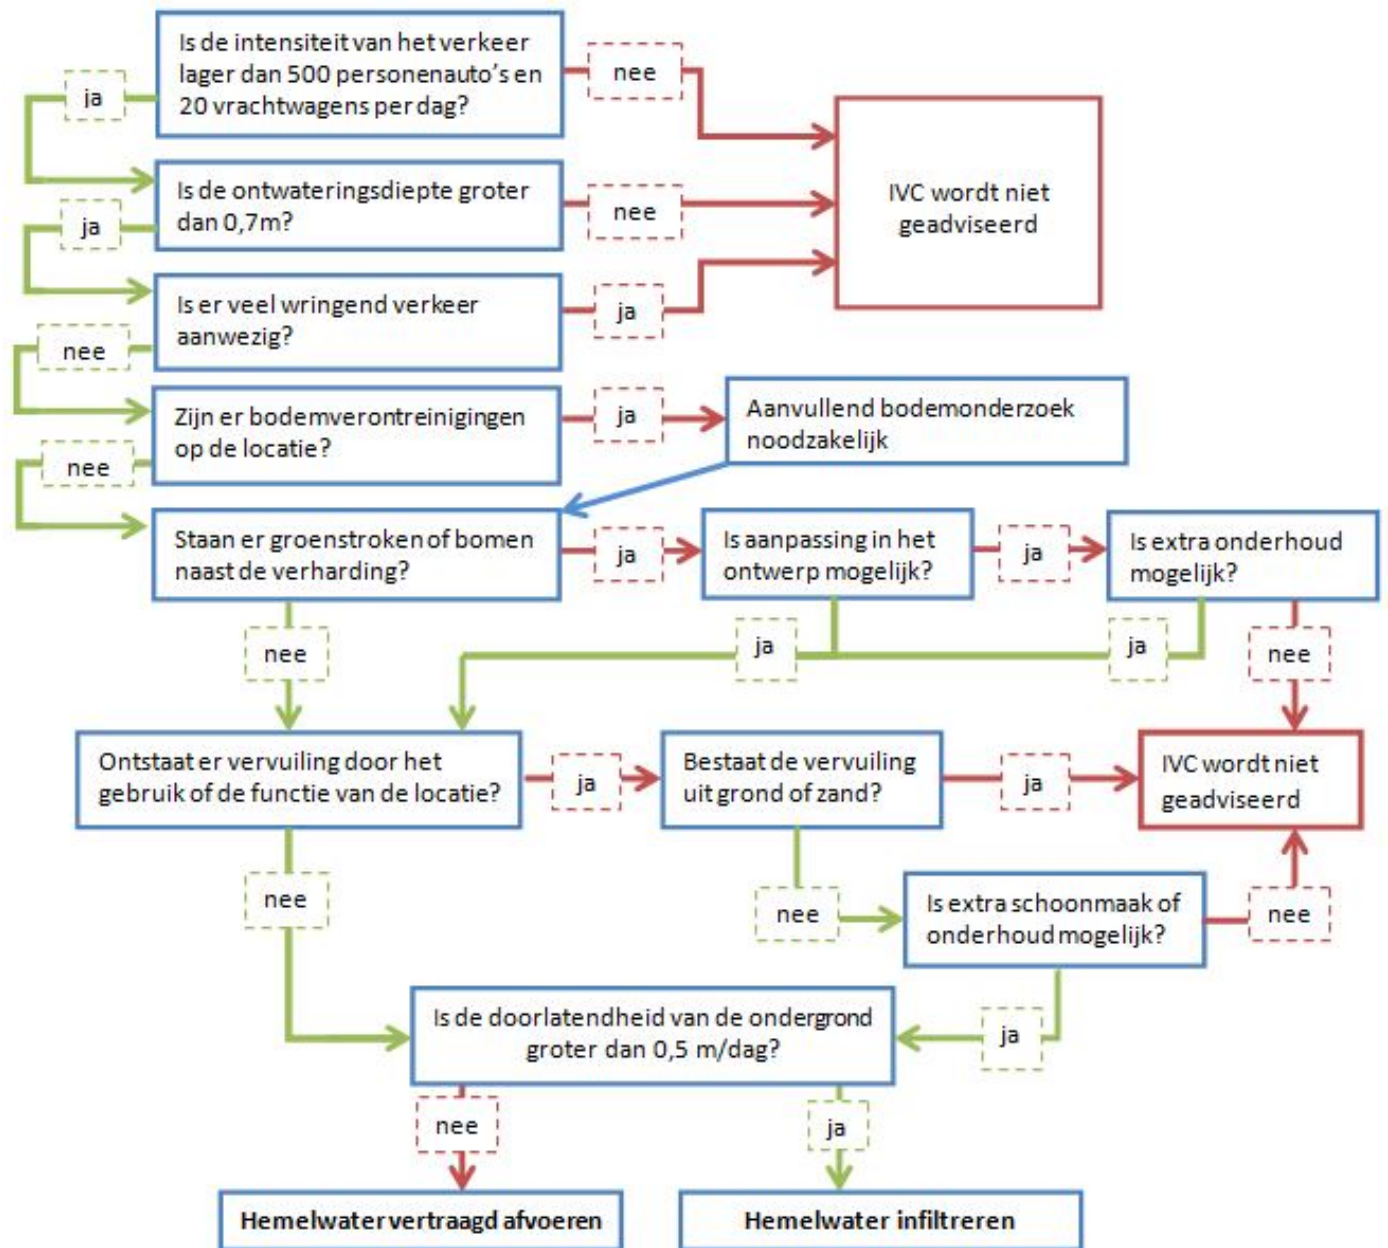 Is de intensiteit van het verkeer
lager dan 500 personenauto's en
20 vrachtwagens per dag?
nee
ja
IVC wordt niet
geadviseerd
Is de ontwateringsdiepte groter
dan 0,7m?
nee
ja
Is er veel wringend verkeer
aanwezig?
ja
nee
Zijn er bodemverontreinigingen
op de locatie?
ja
Aanvullend bodemonderzoek
noodzakelijk
nee
Staan er groenstroken of bomen
naast de verharding?
ja
Is aanpassing in het
ontwerp mogelijk?
ja
Is extra onderhoud
mogelijk?
nee
ja
ja
nee
Ontstaat er vervuiling door het
gebruik of de functie van de locatie?
ja
Bestaat de vervuiling
uit grond of zand?
ja
IVC wordt niet
geadviseerd
nee
nee
Is extra schoonmaak of
onderhoud mogelijk?
nee
Is de doorlatendheid van de ondergrond
groter dan 0,5 m/dag?
ja
nee
ja
Hemelwater vertraagd afvoeren
Hemelwater infiltreren